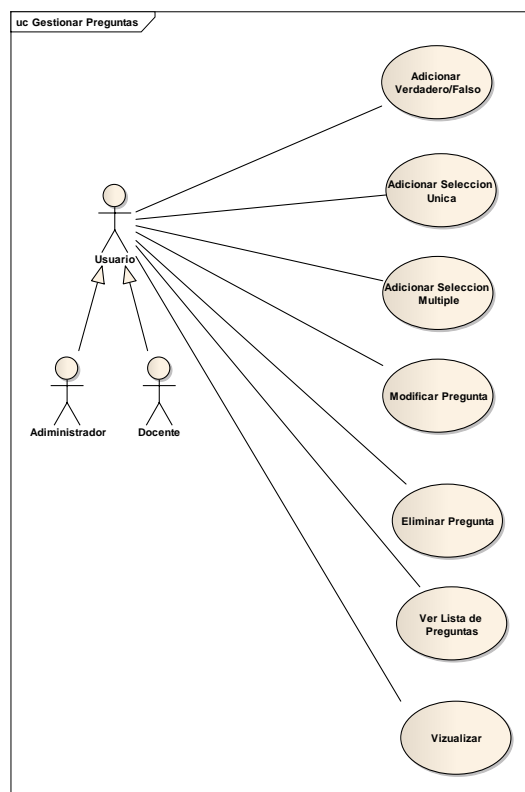 uc Gestionar Preguntas
Adicionar
Verdadero/Falso
Adicionar Seleccion
Unica
Usuario
Adicionar Seleccion
Multiple
Modificar Pregunta
Adiministrador
Docente
Eliminar Pregunta
Ver Lista de
Preguntas
Vizualizar